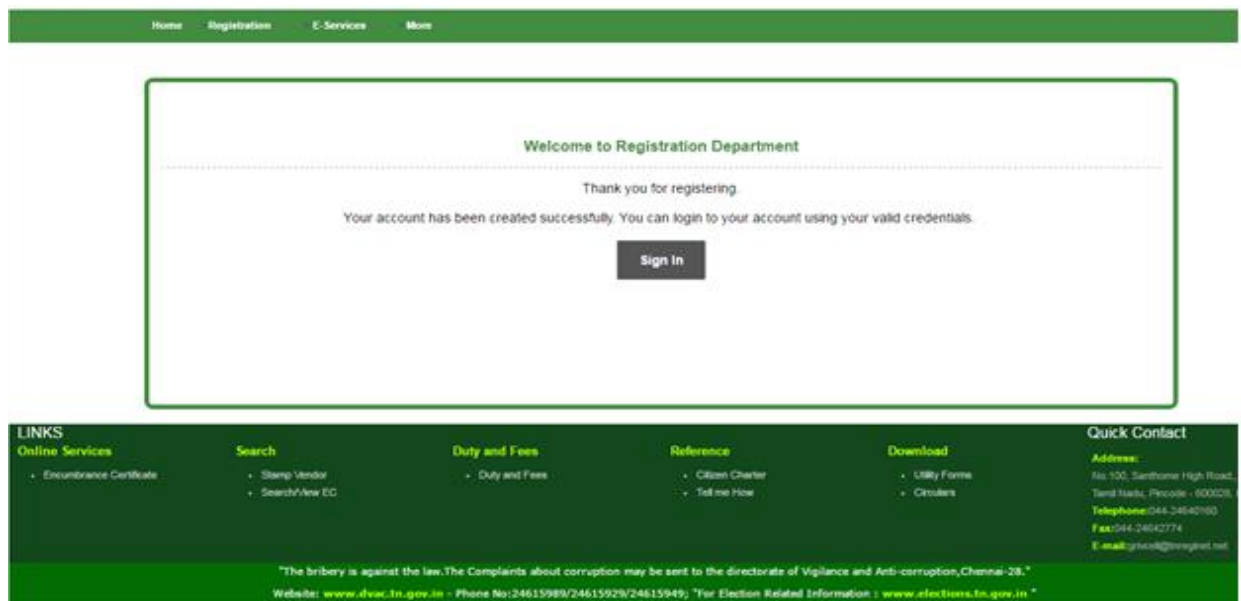 Home Registration E-Services More
Welcome to Registration Department
Thank you for registering.
Your account has been created successfully. You can login to your account using your valid credentials.
Sign In
LINKS
Online Services
Encumbrance Certificate
Search
Stamp Vendor
Search/View EC
Duty and Fees
Duty and Fees
Reference
Citizen Charter
Tell me How
Download
Utility Forms
Circulars
Quick Contact
Address:
No.100, Santhome High Road,
Tamil Nadu, Pincode - 600028,
Telephone:044-24640160
Fax:044-24642774
E-mail:
"The bribery is against the law.The Complaints about corruption may be sent to the directorate of Vigilance and Anti-corruption,Chennai-28."
Website: www.dvac.tn.gov.in - Phone No:24615989/24615929/24615949; "For Election Related Information : www.elections.tn.gov.in "